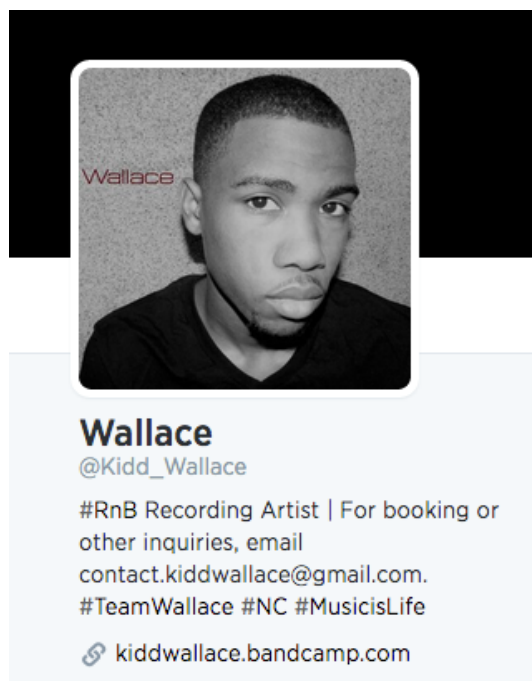 Wallace
Wallace
@Kidd_Wallace
#RnB Recording Artist | For booking or
other inquiries, email
contact.kiddwallace@gmail.com.
#TeamWallace #NC #MusicisLife
kiddwallace.bandcamp.com